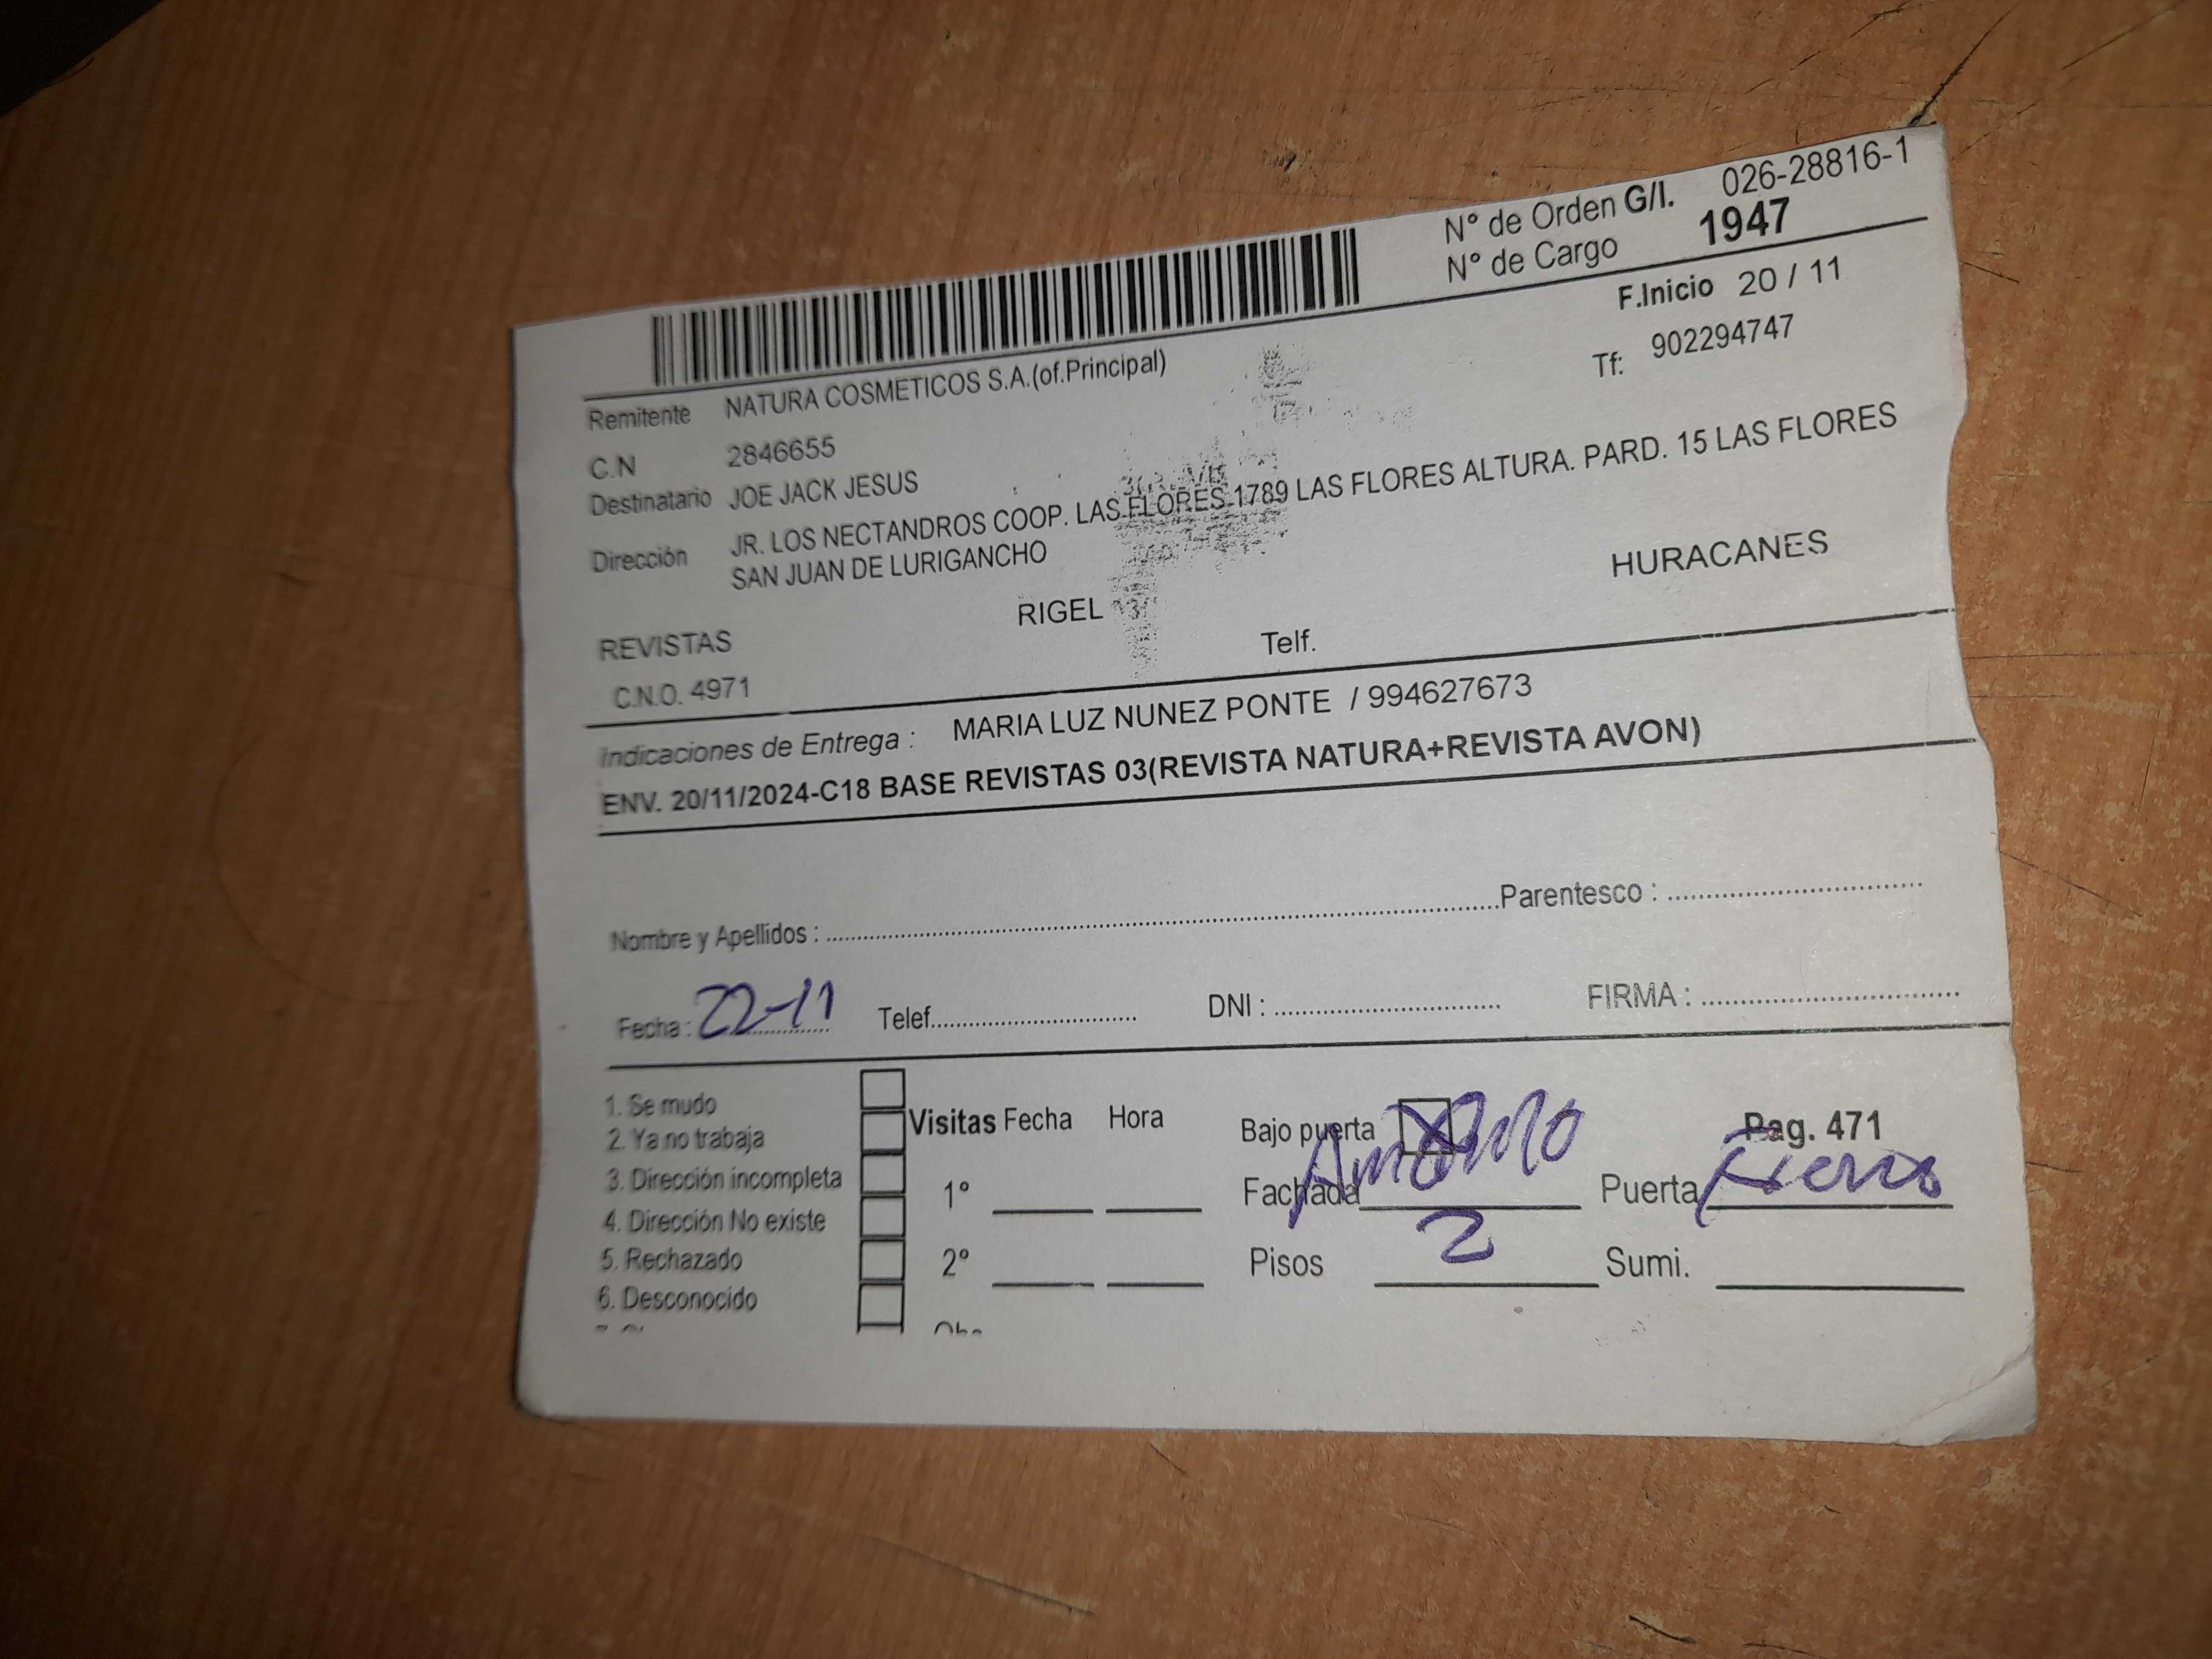 N° de Orden G/I. 026-28816-1
N° de Cargo 1947
F.Inicio 20 / 11
Remitente NATURA COSMETICOS S.A.(of.Principal)
Tf: 902294747
C.N 2846655
Destinatario JOE JACK JESUS
Dirección JR. LOS NECTANDROS COOP. LAS FLORES 1789 LAS FLORES ALTURA. PARD. 15 LAS FLORES
SAN JUAN DE LURIGANCHO
REVISTAS RIGEL HURACANES
C.N.O. 4971 Telf.
Indicaciones de Entrega : MARIA LUZ NUNEZ PONTE / 994627673
ENV. 20/11/2024-C18 BASE REVISTAS 03(REVISTA NATURA+REVISTA AVON)
Nombre y Apellidos : Parentesco :
Fecha : 22-11 Telef. DNI : FIRMA :
1. Se mudo
2. Ya no trabaja
3. Dirección incompleta
4. Dirección No existe
5. Rechazado
6. Desconocido
Visitas Fecha Hora
1°
2°
Bajo puerta X Pag. 471
Fachada Puerta Fierro
Pisos 2 Sumi.